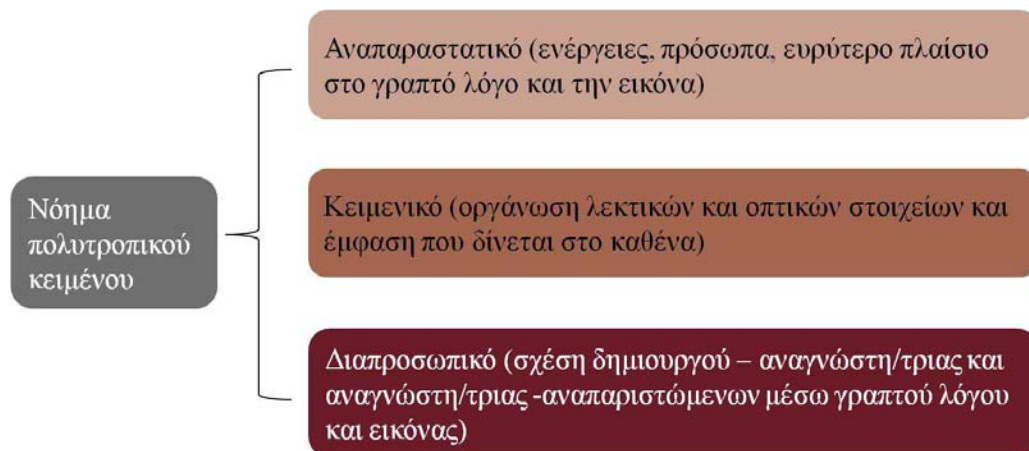 Αναπαραστατικό (ενέργειες, πρόσωπα, ευρύτερο πλαίσιο
στο γραπτό λόγο και την εικόνα)
Νόημα
πολυτροπικού
κειμένου
Κειμενικό (οργάνωση λεκτικών και οπτικών στοιχείων και
έμφαση που δίνεται στο καθένα)
Διαπροσωπικό (σχέση δημιουργού – αναγνώστη/τριας και
αναγνώστη/τριας -αναπαριστώμενων μέσω γραπτού λόγου
και εικόνας)